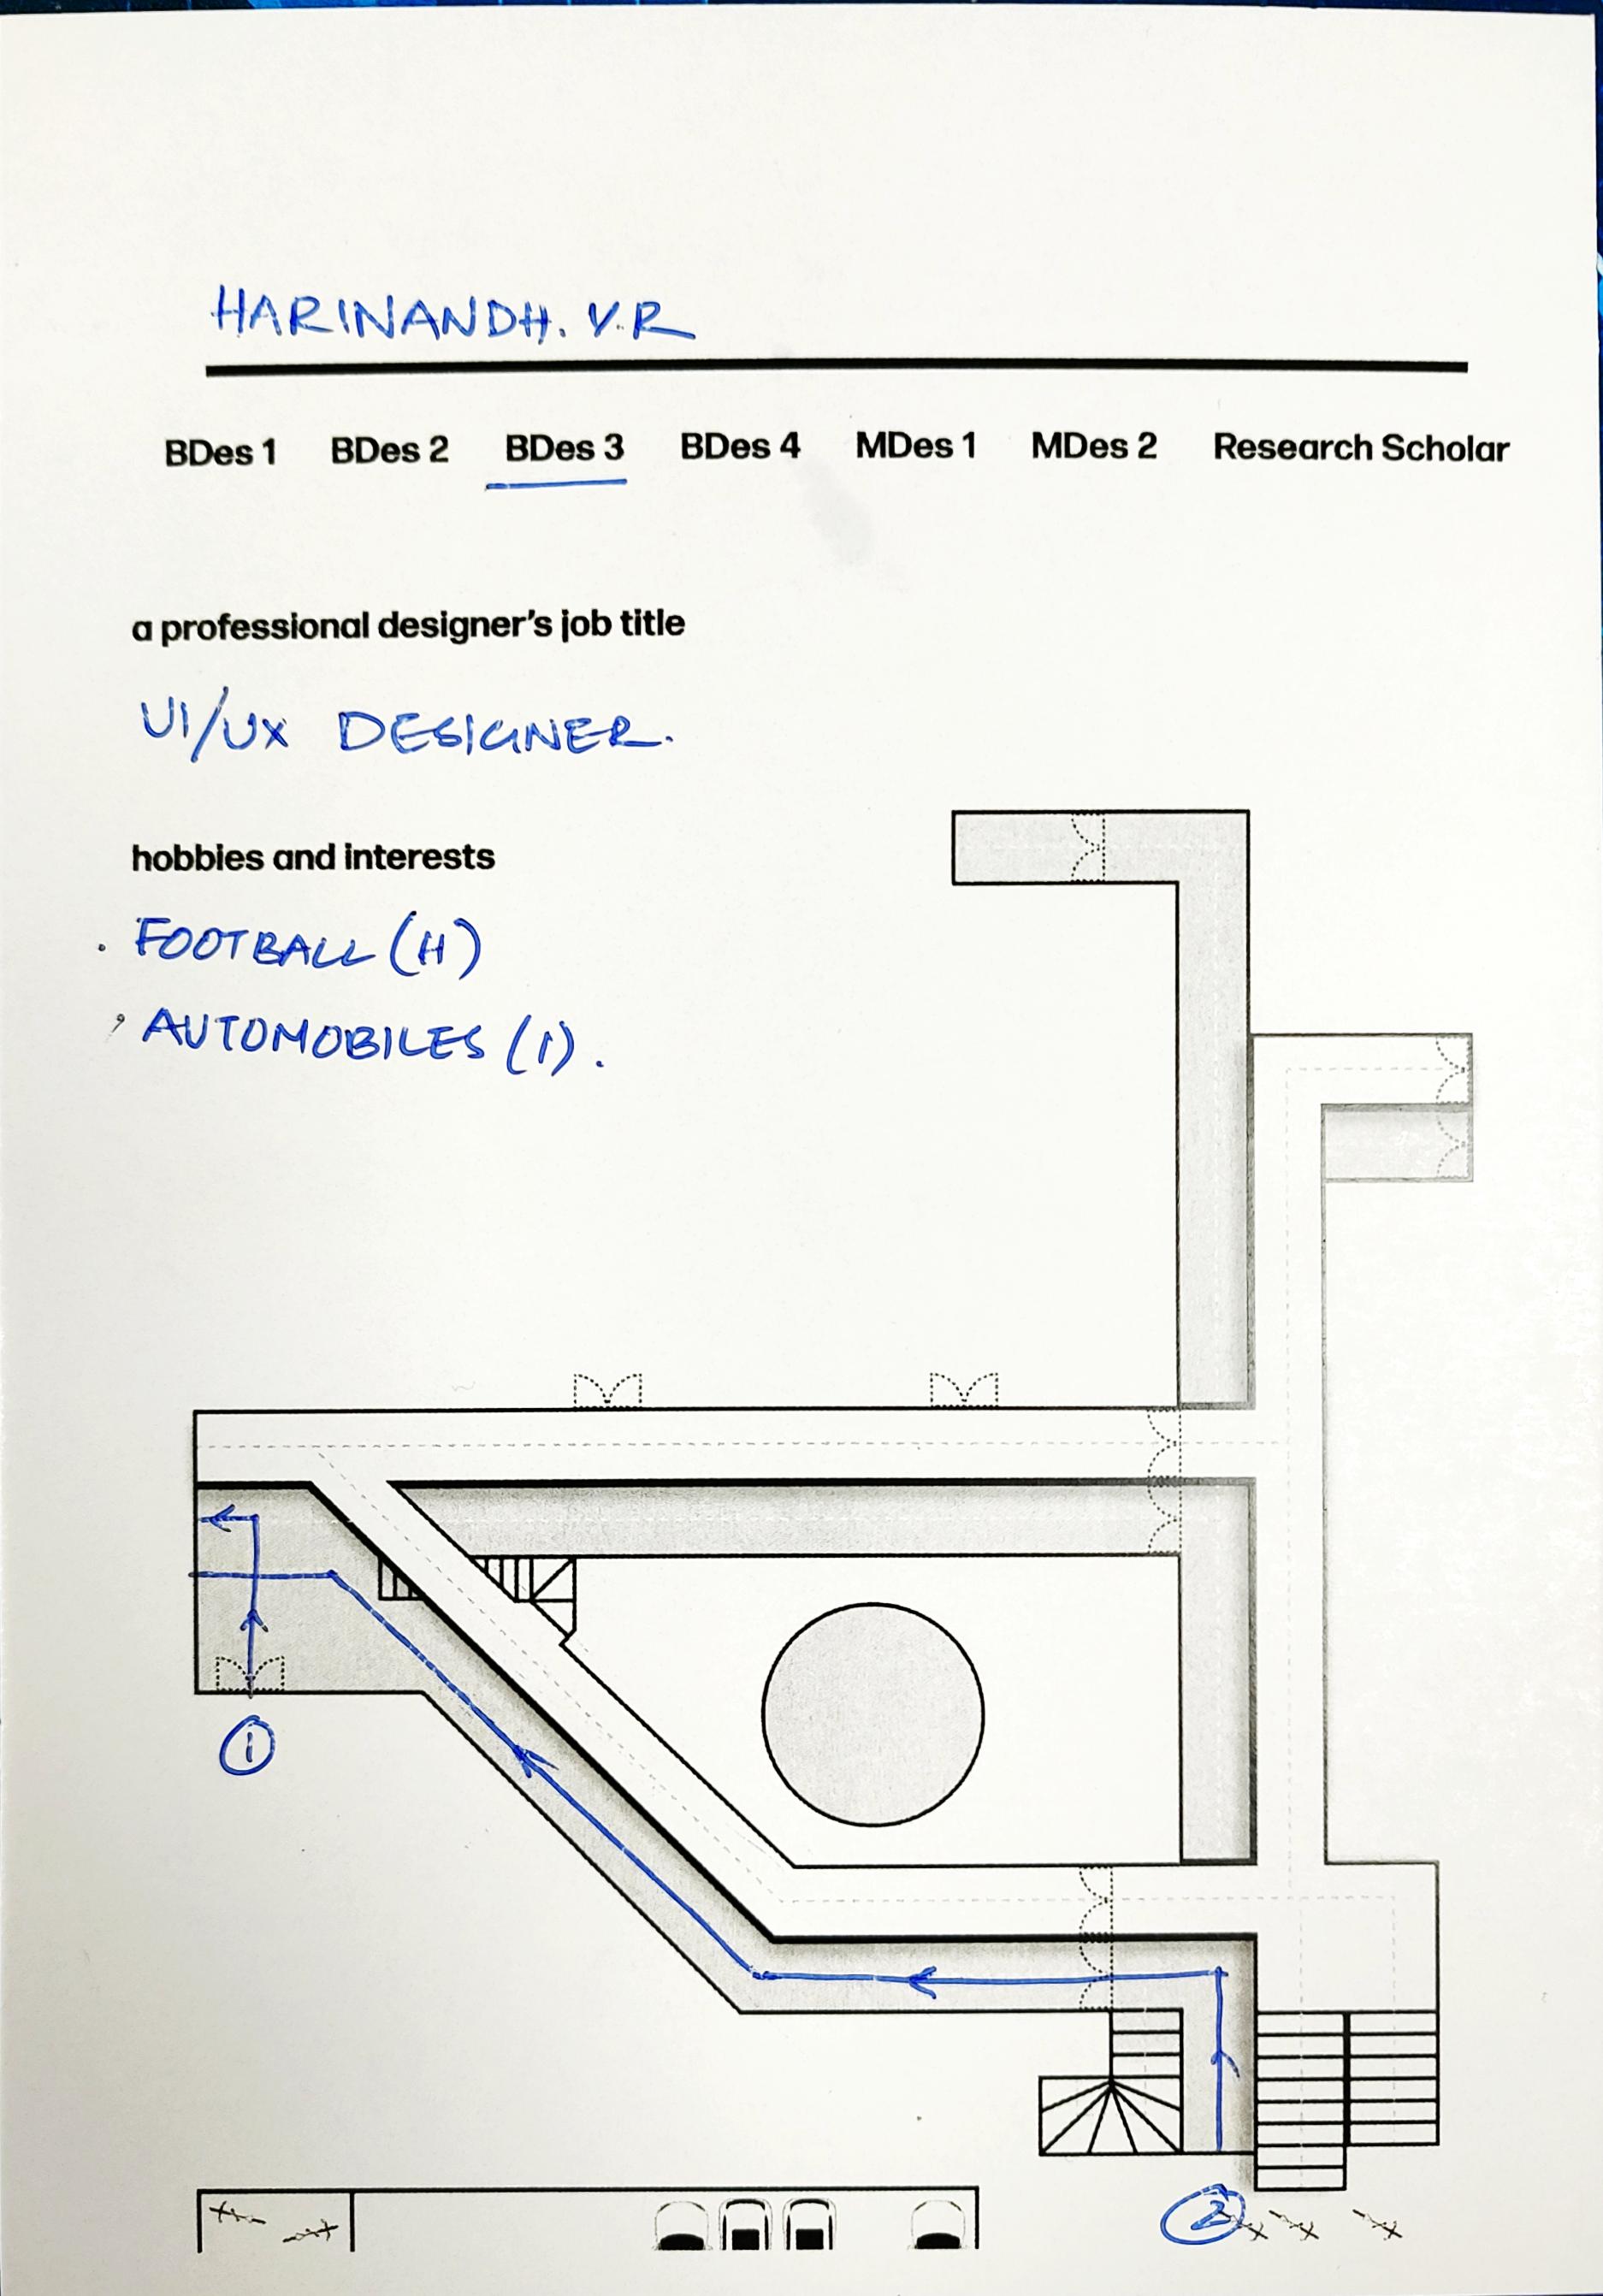 HARINANDH. V.R
BDes 1 BDes 2 BDes 3 BDes 4 MDes 1 MDes 2 Research Scholar
a professional designer's job title
UI/UX DESIGNER.
hobbies and interests
. FOOTBALL (H)
, AUTOMOBILES (I).
1
2